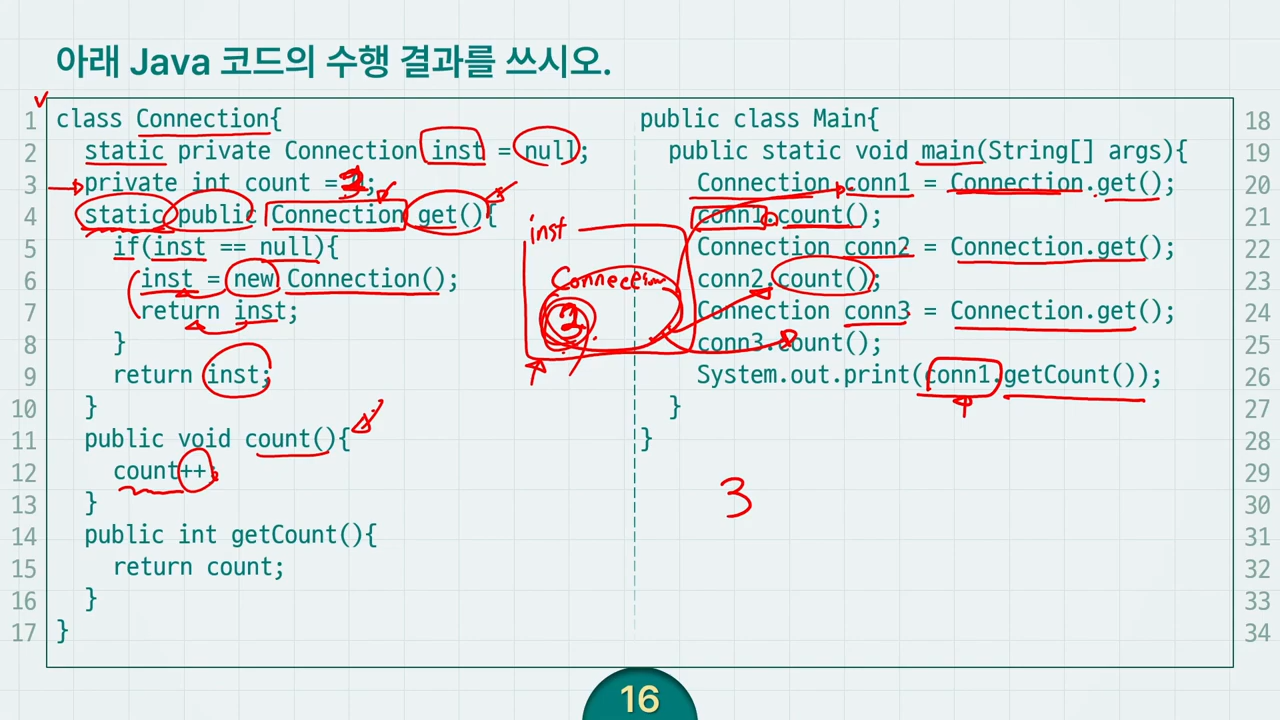 아래 Java 코드의 수행 결과를 쓰시오.
1 class Connection{
2 static private Connection inst = null;
3 private int count =
4 static public Connection get(){
5 if(inst == null){
6 inst = new Connection();
7 return inst;
8 }
9 return inst;
10 }
11 public void count(){
12 count++;
13 }
14 public int getCount(){
15 return count;
16 }
17 }
inst
Connection
public class Main{ 18
public static void main(String[] args){ 19
Connection conn1 = Connection.get(); 20
conn1.count(); 21
Connection conn2 = Connection.get(); 22
conn2.count(); 23
Connection conn3 = Connection.get(); 24
conn3.count(); 25
System.out.print(conn1.getCount()); 26
} 27
} 28
29
3 30
31
32
33
34
16